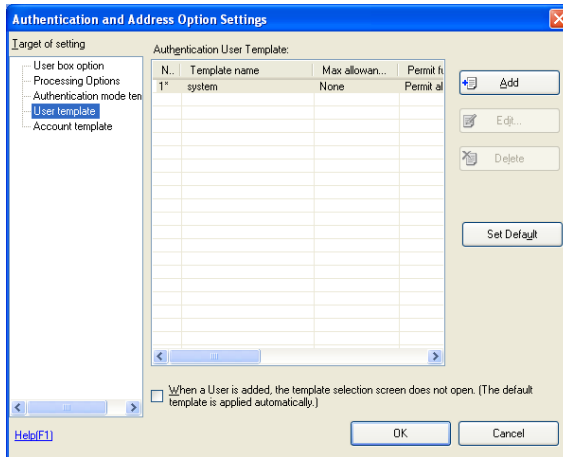 Authentication and Address Option Settings
Target of setting
User box option
Processing Options
Authentication mode ten
User template
Account template
Authentication User Template:
N.. Template name Max allowan... Permit fu
1* system None Permit al
Add
Edit...
Delete
Set Default
When a User is added, the template selection screen does not open. (The default
template is applied automatically.)
Help(F1)
OK
Cancel